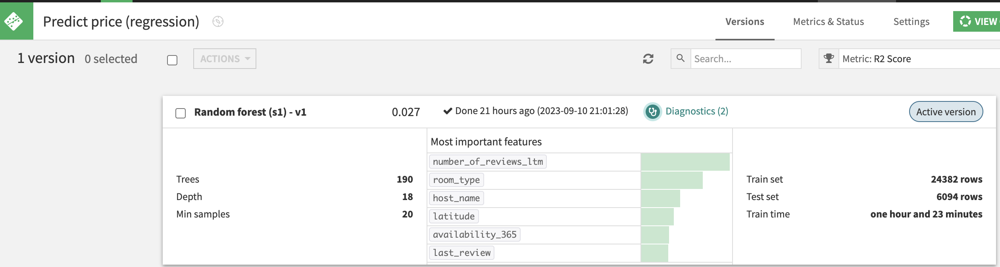 Predict price (regression)
Versions
Metrics & Status
Settings
VIEW
1 version
0 selected
ACTIONS
Search...
Metric: R2 Score
Random forest (s1) - v1
0.027
Done 21 hours ago (2023-09-10 21:01:28)
Diagnostics (2)
Active version
Trees 190
Depth 18
Min samples 20
Most important features
number_of_reviews_ltm
room_type
host_name
latitude
availability_365
last_review
Train set 24382 rows
Test set 6094 rows
Train time one hour and 23 minutes